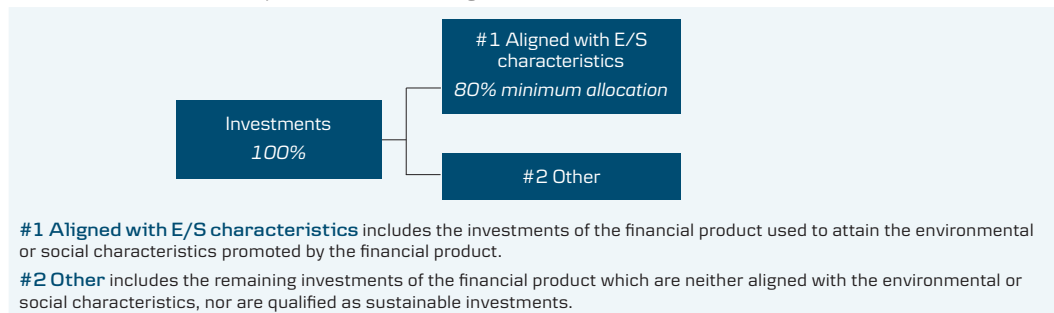 #1 Aligned with E/S
characteristics
80% minimum allocation
Investments
100%
#2 Other
#1 Aligned with E/S characteristics includes the investments of the financial product used to attain the environmental
or social characteristics promoted by the financial product.
#2 Other includes the remaining investments of the financial product which are neither aligned with the environmental or
social characteristics, nor are qualified as sustainable investments.